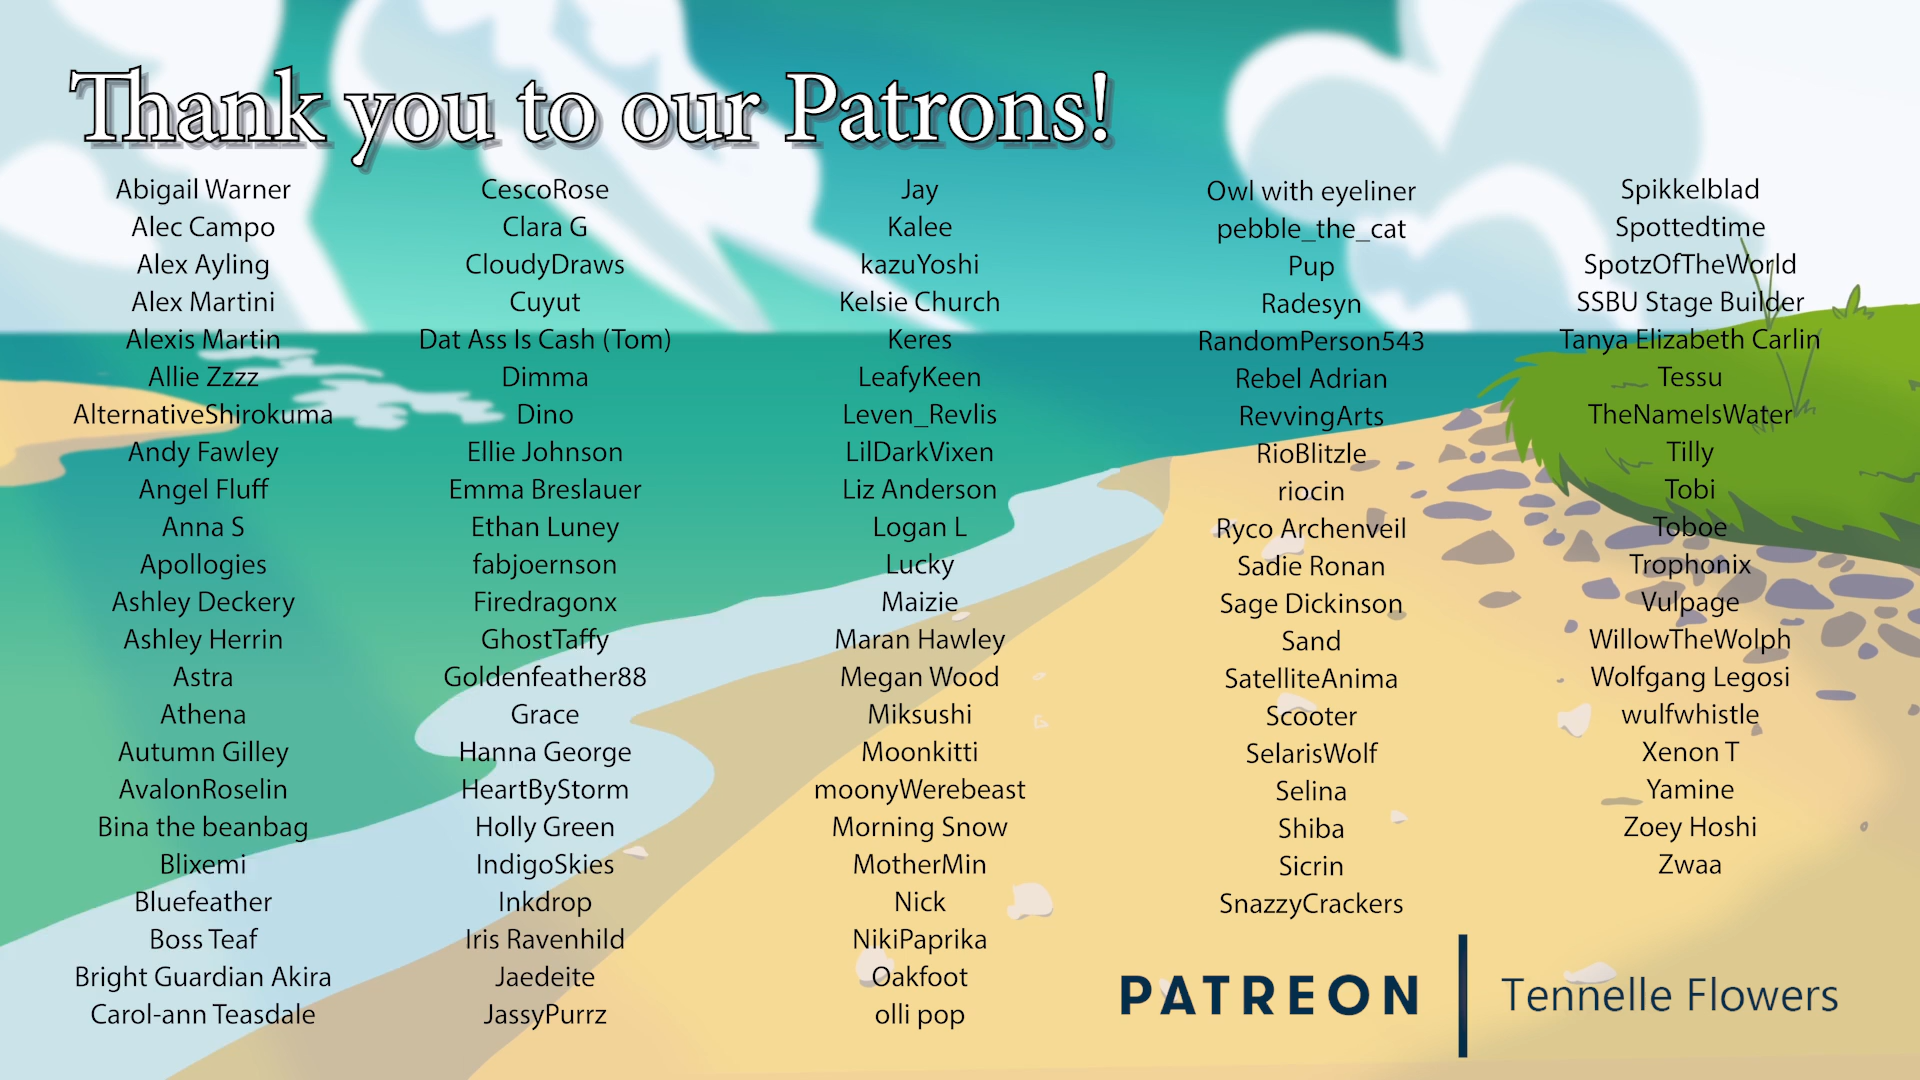 Thank you to our Patrons!
Abigail Warner
Alec Campo
Alex Ayling
Alex Martini
Alexis Martin
Allie Zzzz
AlternativeShirokuma
Andy Fawley
Angel Fluff
Anna S
Apollogies
Ashley Deckery
Ashley Herrin
Astra
Athena
Autumn Gilley
AvalonRoselin
Bina the beanbag
Blixemi
Bluefeather
Boss Teaf
Bright Guardian Akira
Carol-ann Teasdale
CescoRose
Clara G
CloudyDraws
Cuyut
Dat Ass Is Cash (Tom)
Dimma
Dino
Ellie Johnson
Emma Breslauer
Ethan Luney
fabjoernson
Firedragonx
GhostTaffy
Goldenfeather88
Grace
Hanna George
HeartByStorm
Holly Green
IndigoSkies
Inkdrop
Iris Ravenhild
Jaedeite
JassyPurrz
Jay
Kalee
kazuYoshi
Kelsie Church
Keres
LeafyKeen
Leven_Revlis
LilDarkVixen
Liz Anderson
Logan L
Lucky
Maizie
Maran Hawley
Megan Wood
Miksushi
Moonkitti
moonyWerebeast
Morning Snow
MotherMin
Nick
NikiPaprika
Oakfoot
olli pop
Owl with eyeliner
pebble_the_cat
Pup
Radesyn
RandomPerson543
Rebel Adrian
RevvingArts
RioBlitzle
riocin
Ryco Archenveil
Sadie Ronan
Sage Dickinson
Sand
SatelliteAnima
Scooter
SelarisWolf
Selina
Shiba
Sicrin
SnazzyCrackers
Spikkelblad
Spottedtime
SpotzOfTheWorld
SSBU Stage Builder
Tanya Elizabeth Carlin
Tessu
TheNameIsWater
Tilly
Tobi
Toboe
Trophonix
Vulpage
WillowTheWolph
Wolfgang Legosi
wulfwhistle
Xenon T
Yamine
Zoey Hoshi
Zwaa
PATREON | Tennelle Flowers